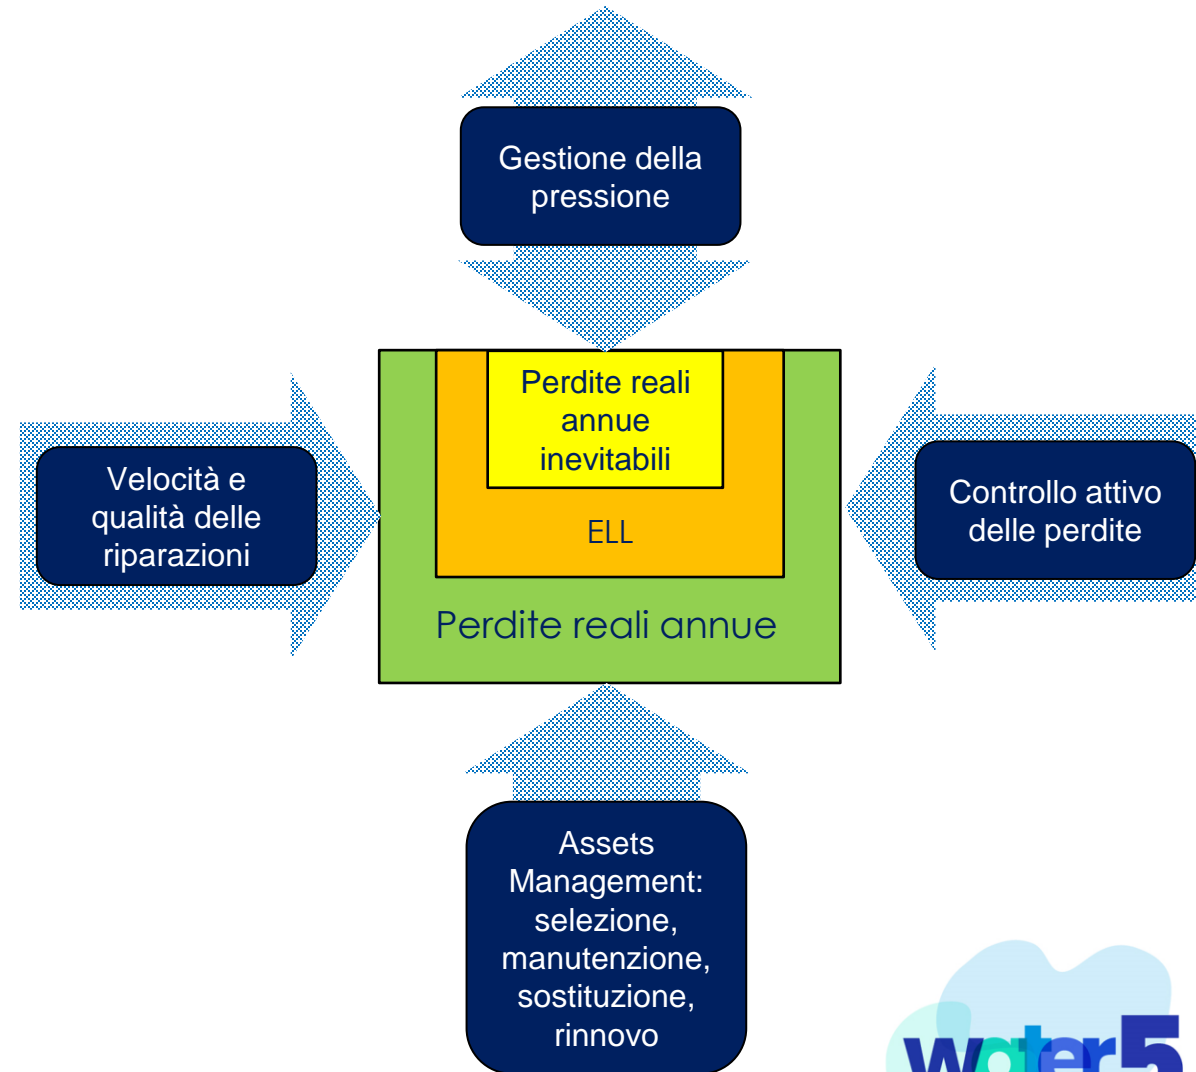 Gestione della
pressione
Perdite reali
annue
inevitabili
Velocità e
qualità delle
riparazioni
Controllo attivo
delle perdite
ELL
Perdite reali annue
Assets
Management:
selezione,
manutenzione,
sostituzione,
rinnovo
water5